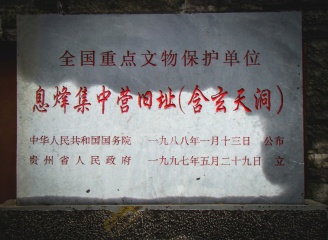 全国重点文物保护单位
息烽集中营旧址(含玄天洞)
中华人民共和国国务院 一九八八年一月十三日 公布
贵州省人民政府 一九九七年五月二十九日 立